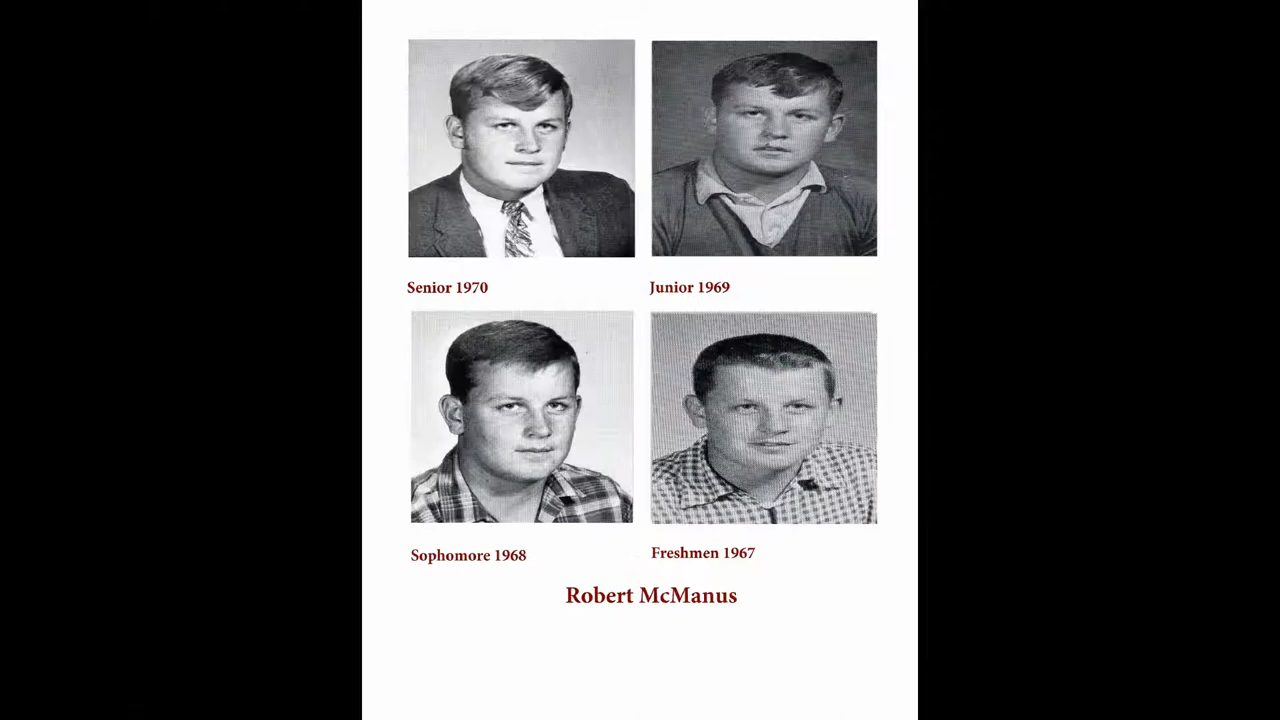 Senior 1970
Junior 1969
Sophomore 1968
Freshmen 1967
Robert McManus